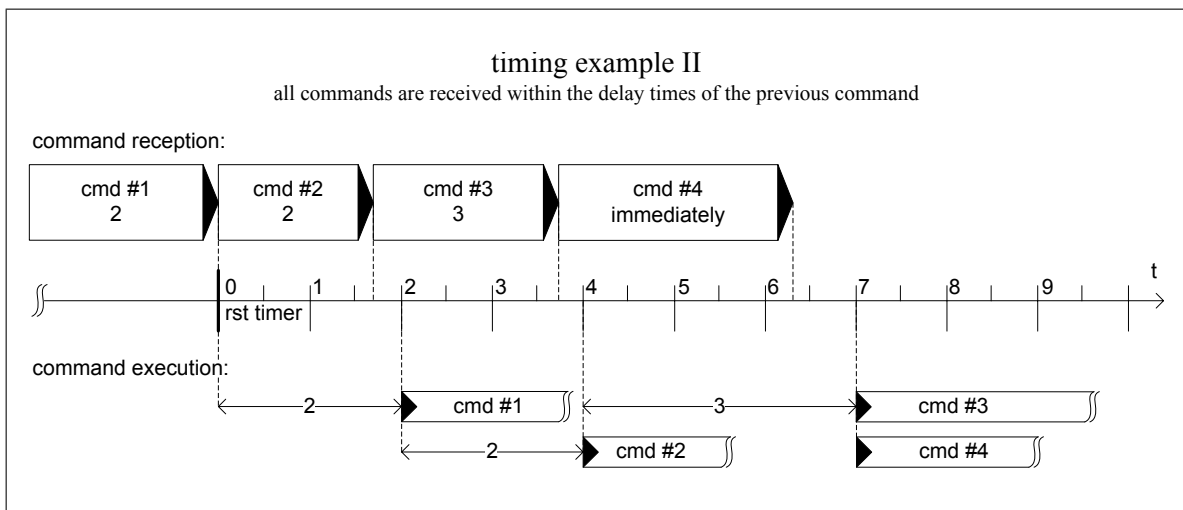 timing example II
all commands are received within the delay times of the previous command
command reception:
cmd #1
2
cmd #2
2
cmd #3
3
cmd #4
immediately
t
0 1 2 3 4 5 6 7 8 9
rst timer
command execution:
2 cmd #1 3 cmd #3
2 cmd #2 cmd #4